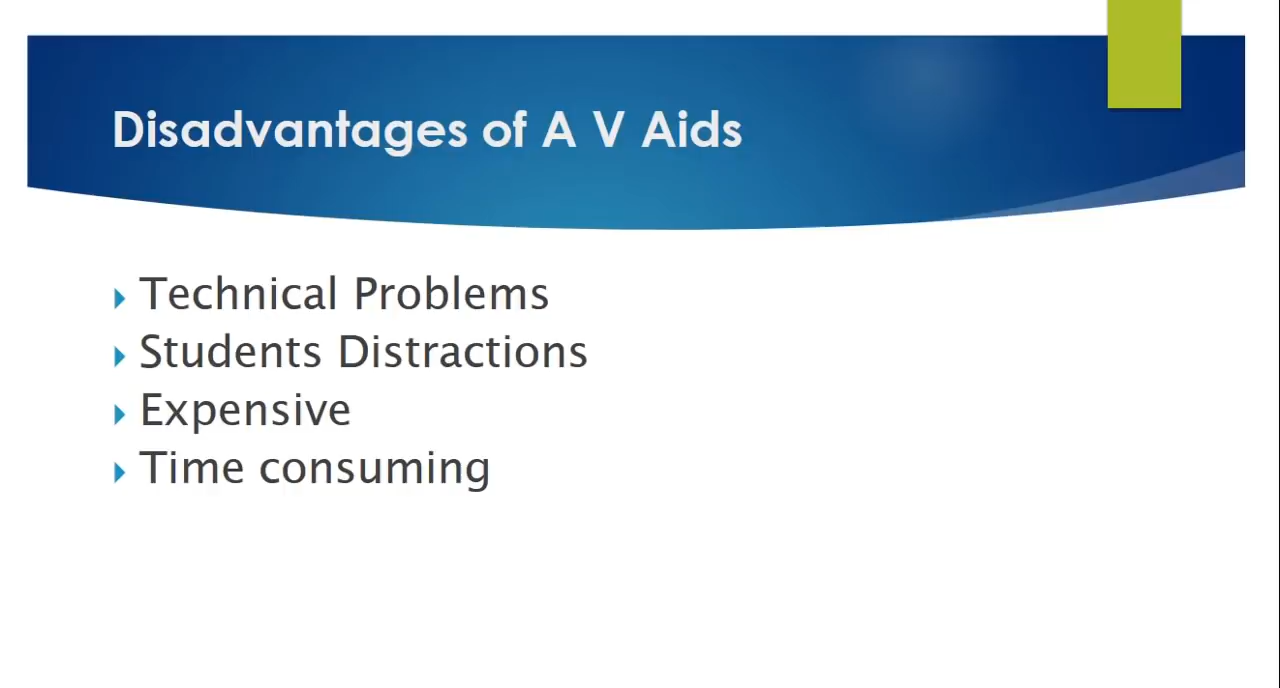 Disadvantages of A V Aids
Technical Problems
Students Distractions
Expensive
Time consuming